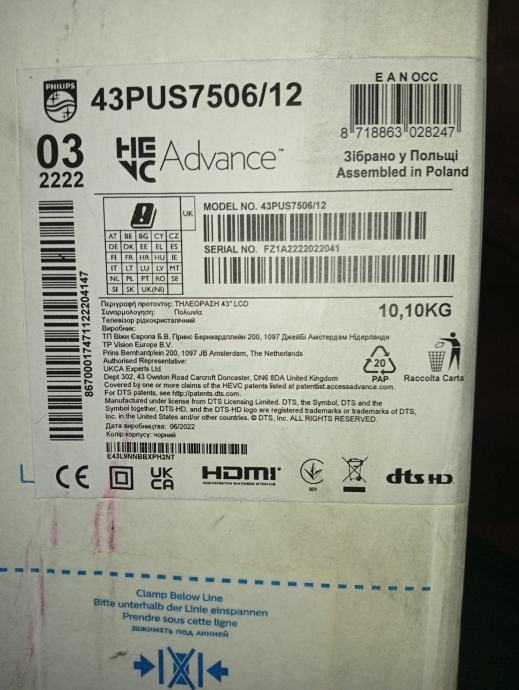 PHILIPS
43PUS7506/12
E A N OCC
8 718863 028247
03
2222
HEVC Advance™
Зібрано у Польщі
Assembled in Poland
UK
MODEL NO. 43PUS7506/12
SERIAL NO. FZ1A2222022041
AT BE BG CY CZ
DE DK EE EL ES
FI FR HR HU IE
IT LT LU LV MT
NL PL PT RO SE
SI SK UK(NI)
867000174711222204147
Περιγραφή προτοντος: ΤΗΛΕΟΡΑΣΗ 43" LCD
Συναρμολόγηση: Πολωνία
Телевізор рідкокристалічний
10,10KG
Виробник:
ТП Віжн Європа Б.В. Принс Бернхардплейн 200, 1097 ДжейБі Амстердам Нідерланди
TP Vision Europe B.V.
Prins Bernhardplein 200, 1097 JB Amsterdam, The Netherlands
Authorised Representative:
UKCA Experts Ltd.
Dept 302, 43 Owston Road Carcroft Doncaster, DN6 8DA United Kingdom
Covered by one or more claims of the HEVC patents listed at patentlist.accessadvance.com.
For DTS patents, see http://patents.dts.com.
Manufactured under license from DTS Licensing Limited. DTS, the Symbol, DTS and the
Symbol together, DTS-HD, and the DTS-HD logo are registered trademarks or trademarks of DTS,
Inc. in the United States and/or other countries. © DTS, Inc. ALL RIGHTS RESERVED.
Дата виробництва: 06/2022
Колір корпусу: чорний
20
PAP
Raccolta Carta
E43L9NNBBXPH2NT
CE
UK
CA
HDMI
HIGH-DEFINITION MULTIMEDIA INTERFACE
001
dts HD
Clamp Below Line
Bitte unterhalb der Linie einspannen
Prendre sous cette ligne
зажимать под линией